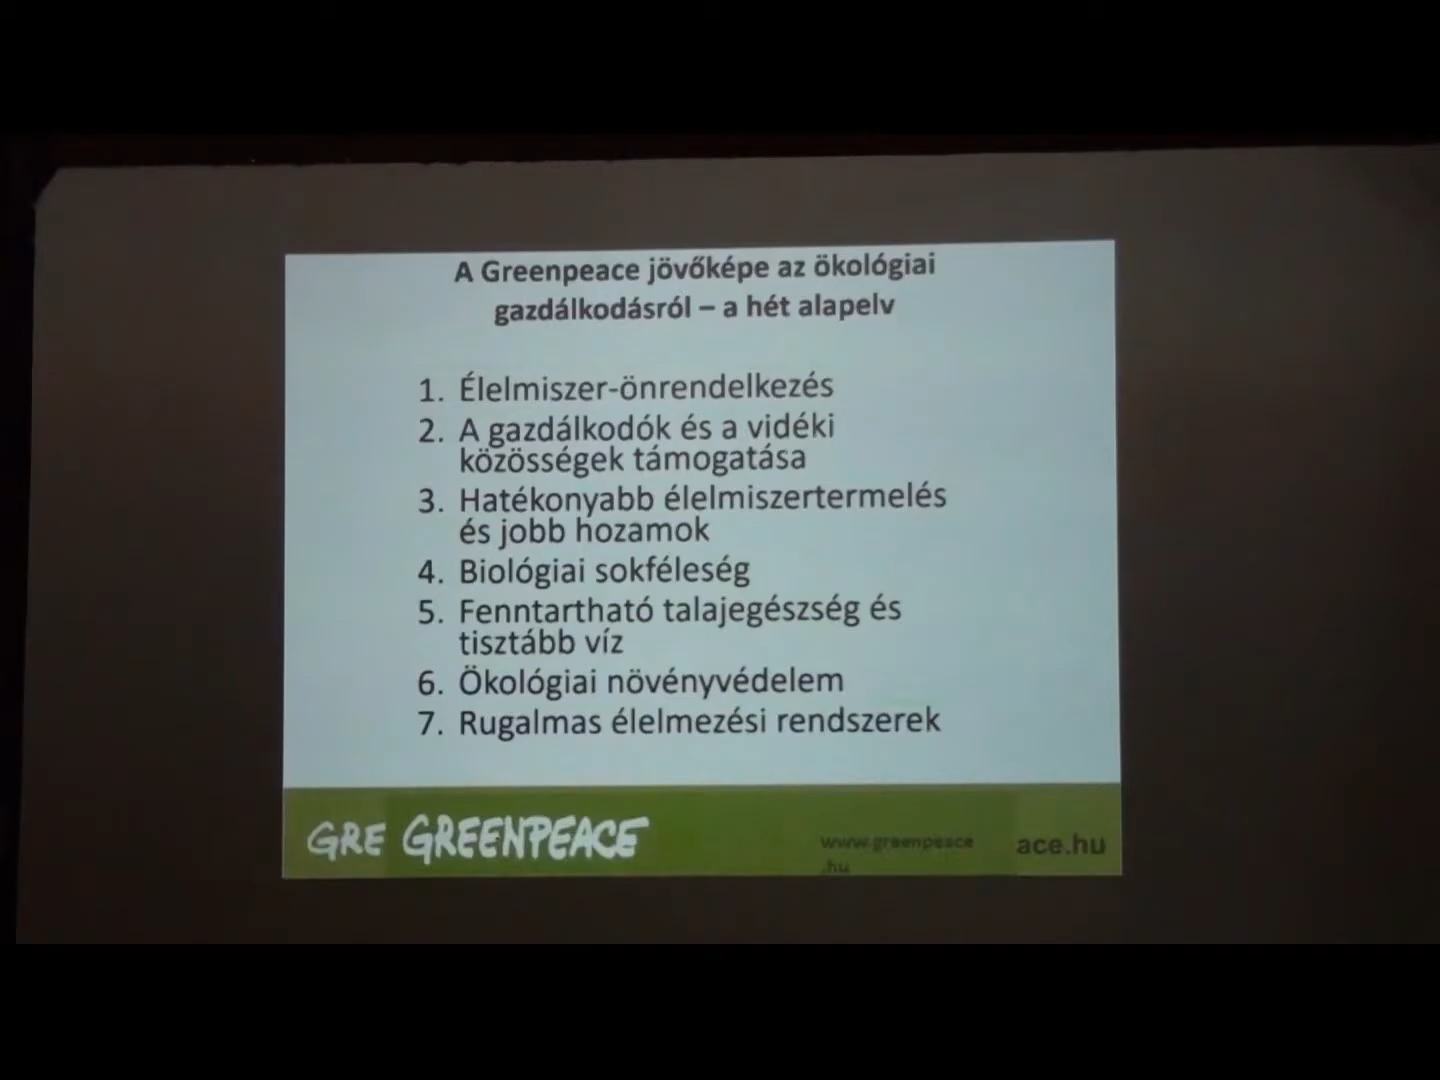 A Greenpeace jövőképe az ökológiai
gazdálkodásról – a hét alapelv
1. Élelmiszer-önrendelkezés
2. A gazdálkodók és a vidéki
közösségek támogatása
3. Hatékonyabb élelmiszertermelés
és jobb hozamok
4. Biológiai sokféleség
5. Fenntartható talajegészség és
tisztább víz
6. Ökológiai növényvédelem
7. Rugalmas élelmezési rendszerek
GRE GREENPEACE
www.greenpeace
.hu
ace.hu